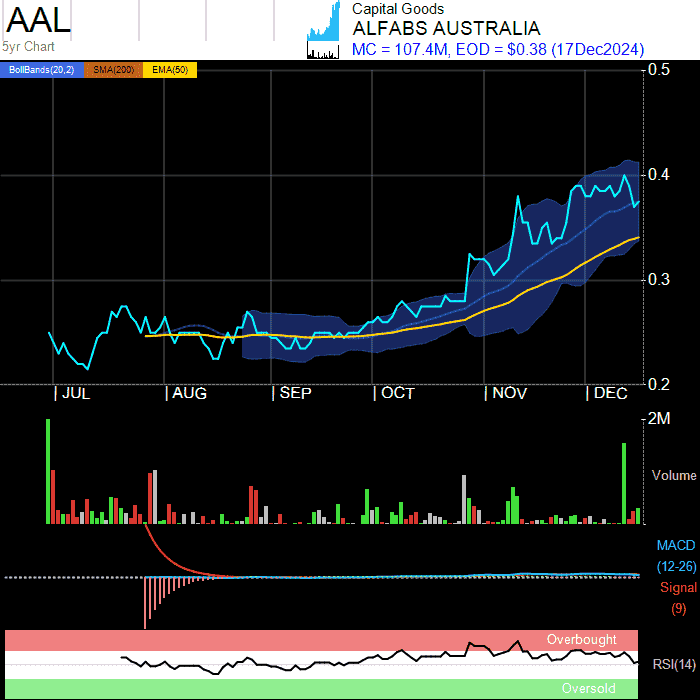 AAL
5yr Chart
Capital Goods
ALFABS AUSTRALIA
MC = 107.4M, EOD = $0.38 (17Dec2024)
BollBands(20,2) SMA(200) EMA(50)
0.5
0.4
0.3
0.2
JUL AUG SEP OCT NOV DEC
2M
Volume
MACD
(12-26)
Signal
(9)
Overbought
RSI(14)
Oversold